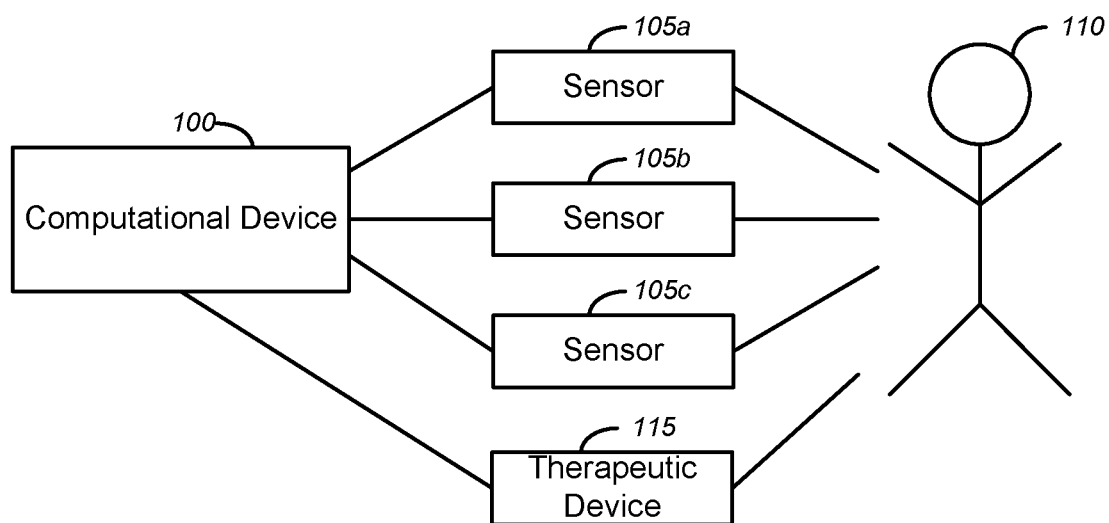 105a
Sensor
110
100
Computational Device
105b
Sensor
105c
Sensor
115
Therapeutic
Device